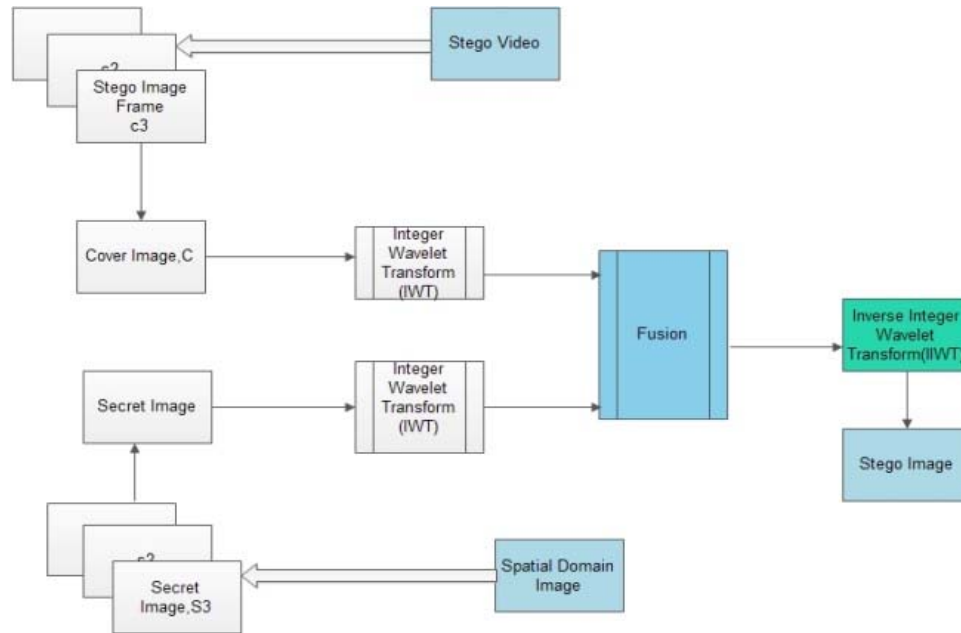 Stego Video
Stego Image
Frame
c3
Cover Image,C
Integer
Wavelet
Transform
(IWT)
Fusion
Inverse Integer
Wavelet
Transform(IIWT)
Secret Image
Integer
Wavelet
Transform
(IWT)
Stego Image
Spatial Domain
Image
Secret
Image,S3